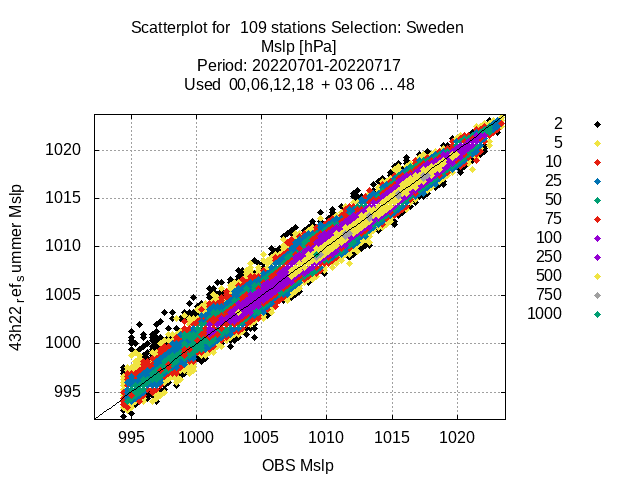 Scatterplot for  109 stations Selection: Sweden
Mslp [hPa]
Period: 20220701-20220717
Used  00,06,12,18  + 03 06 ... 48
2
5
10
25
50
75
100
250
500
750
1000
1020
1015
1010
1005
1000
995
43h22_ref_summer Mslp
995 1000 1005 1010 1015 1020
OBS Mslp